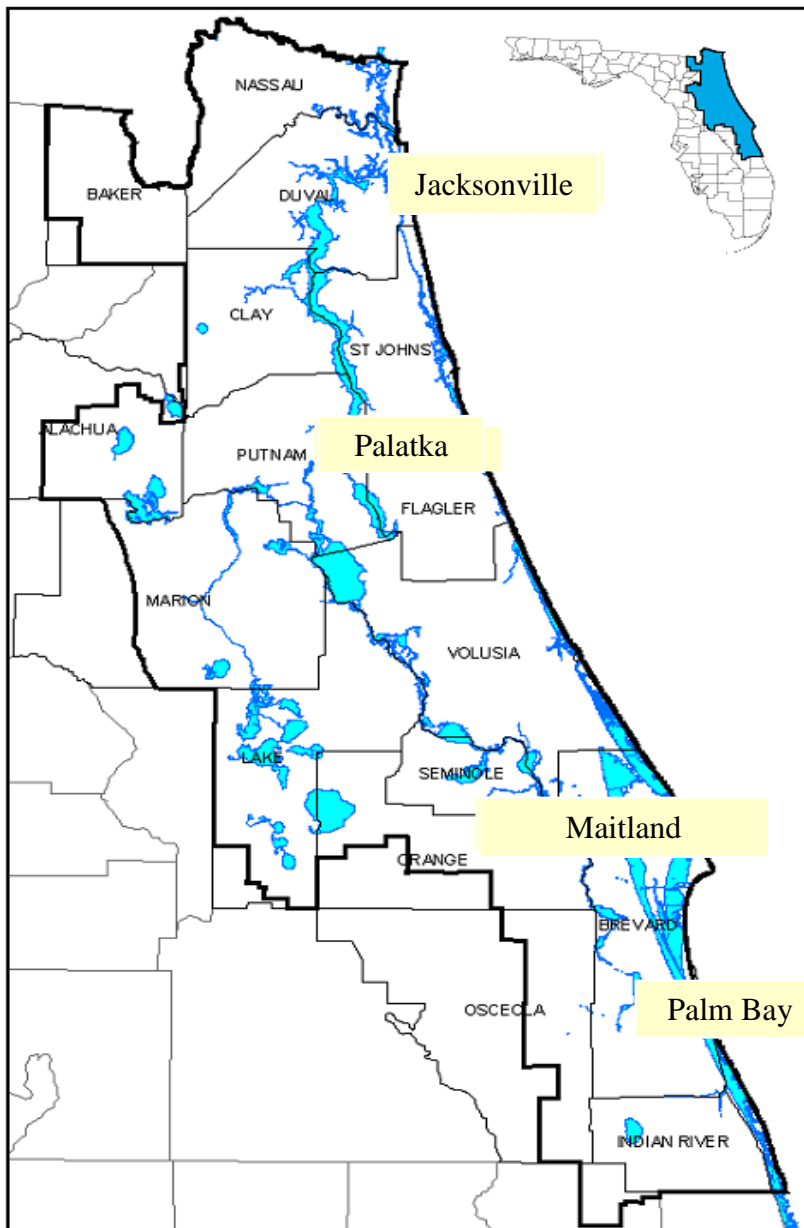 NASSAU
BAKER
DUVAL
Jacksonville
CLAY
ST JOHNS
ALACHUA
PUTNAM
Palatka
FLAGLER
MARION
VOLUSIA
LAKE
SEMINOLE
Maitland
ORANGE
BREVARD
OSCEOLA
Palm Bay
INDIAN RIVER